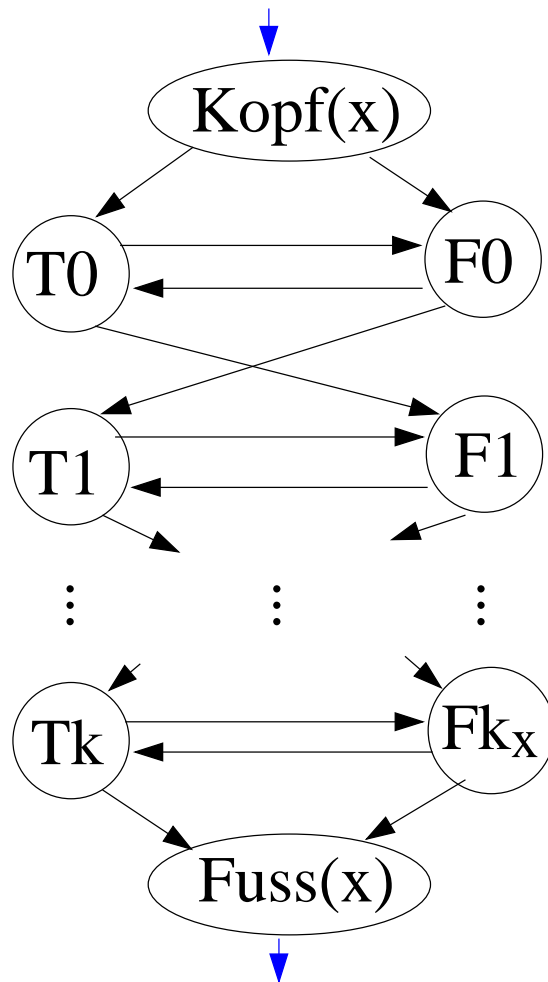 Kopf(x)
T0 F0
T1 F1
⋮ ⋮ ⋮
Tk Fkₓ
Fuss(x)